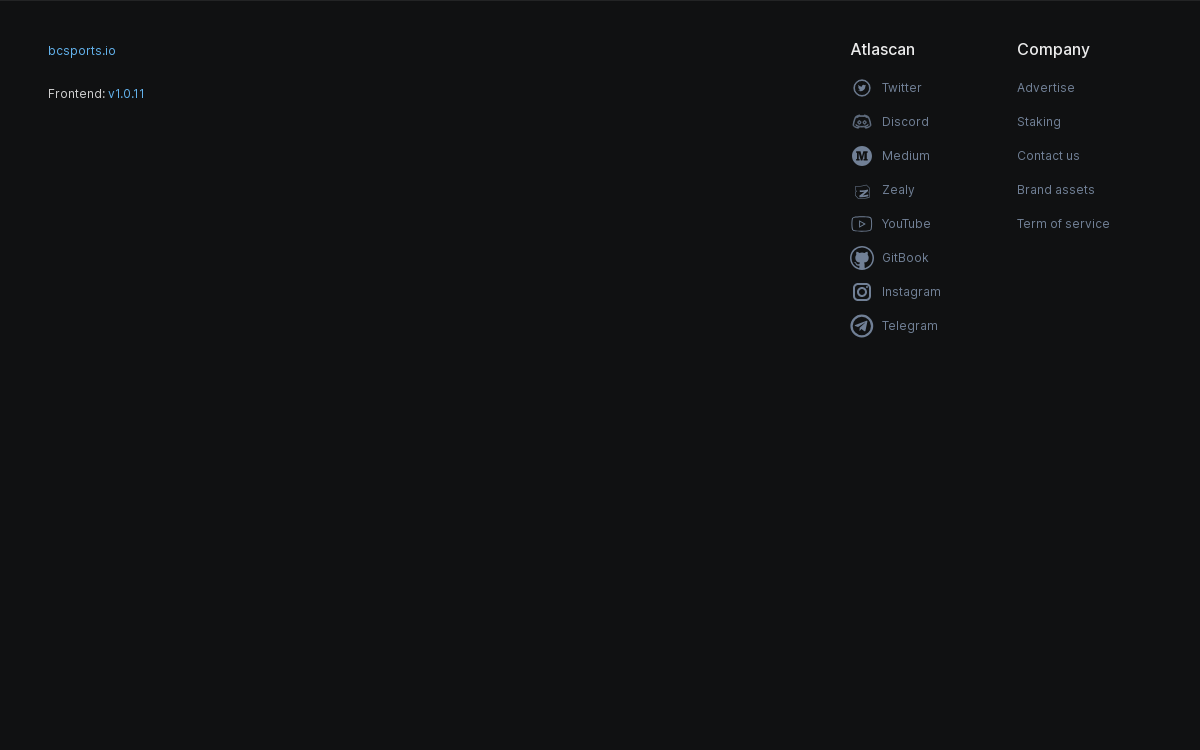 bcsports.io
Frontend: v1.0.11
Atlascan
Twitter
Discord
Medium
Zealy
YouTube
GitBook
Instagram
Telegram
Company
Advertise
Staking
Contact us
Brand assets
Term of service